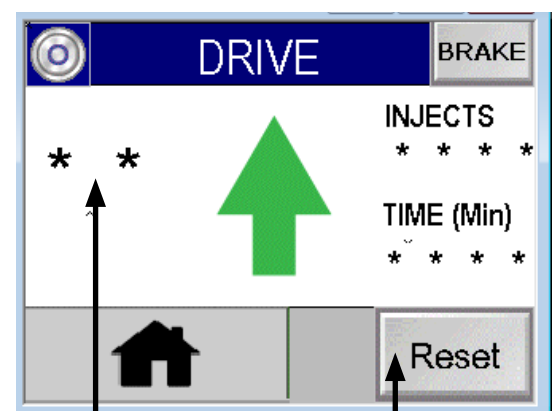 DRIVE
BRAKE
INJECTS
* * * *
* *
TIME (Min)
* * * *
Reset